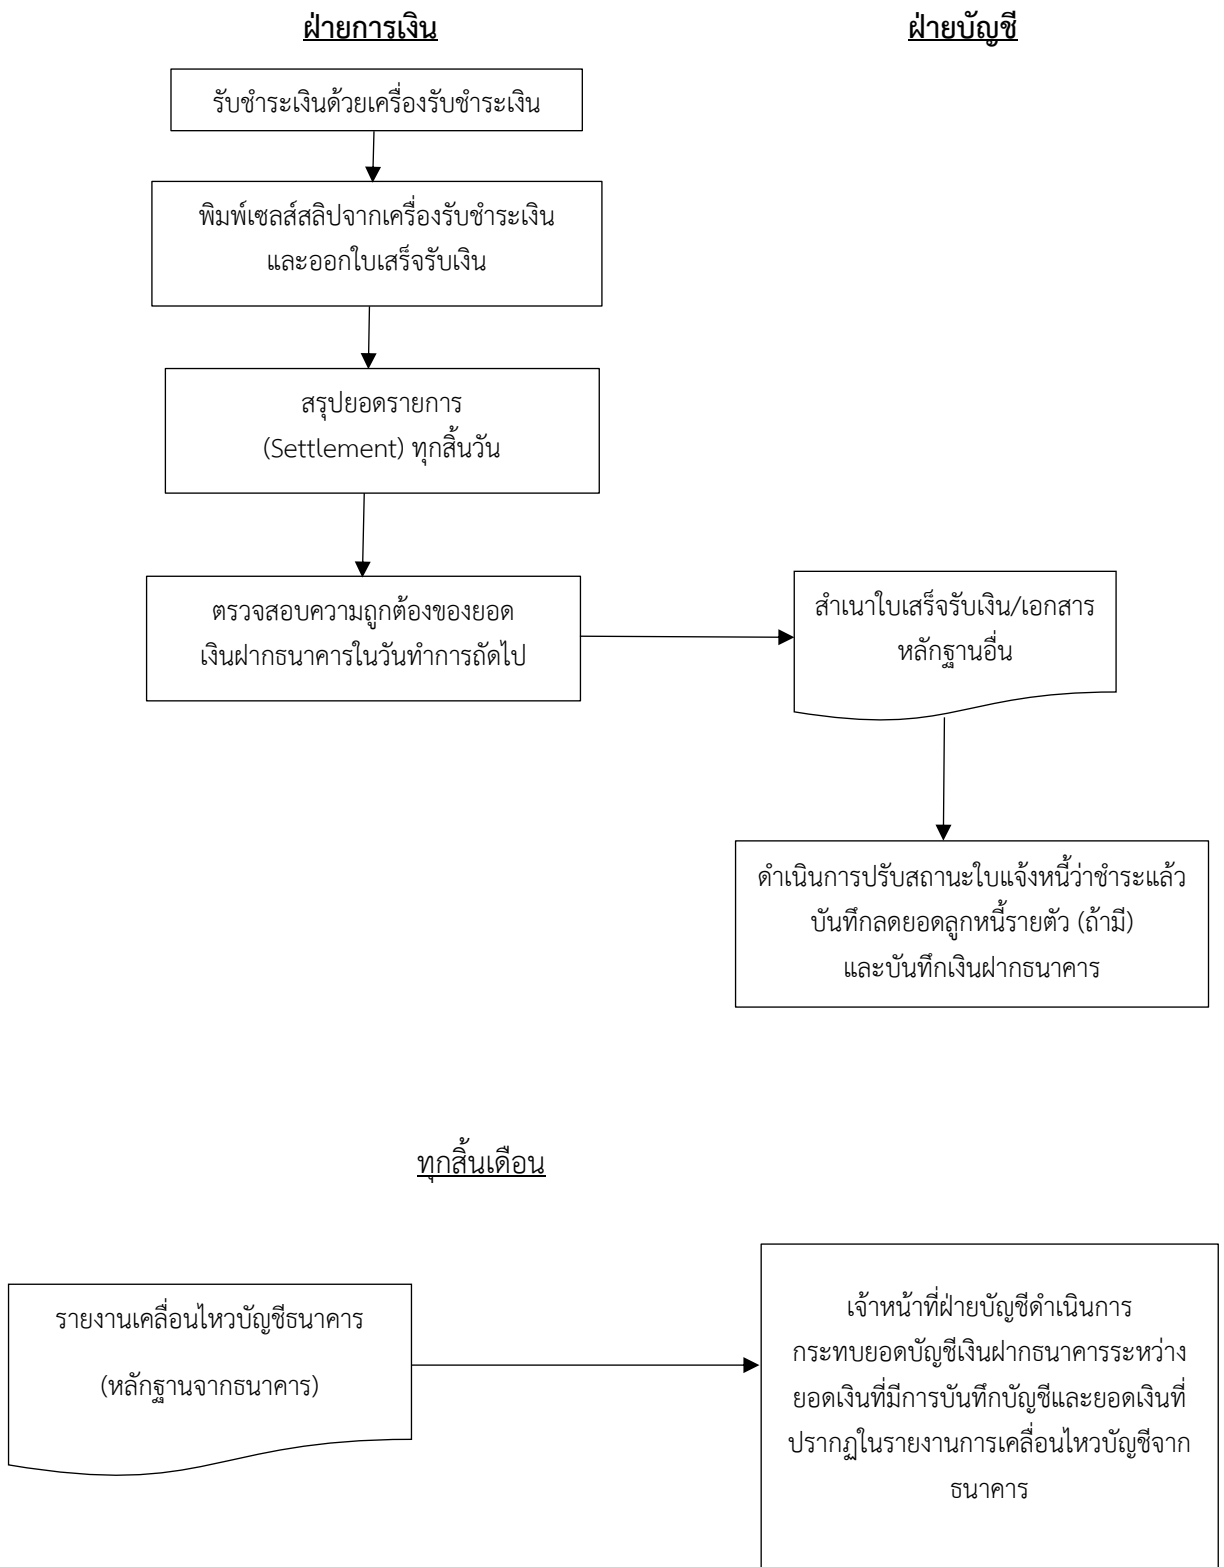 ฝ่ายการเงิน
ฝ่ายบัญชี
รับชำระเงินด้วยเครื่องรับชำระเงิน
พิมพ์เซลส์สลิปจากเครื่องรับชำระเงิน
และออกใบเสร็จรับเงิน
สรุปยอดรายการ
(Settlement) ทุกสิ้นวัน
ตรวจสอบความถูกต้องของยอด
เงินฝากธนาคารในวันทำการถัดไป
สำเนาใบเสร็จรับเงิน/เอกสาร
หลักฐานอื่น
ดำเนินการปรับสถานะใบแจ้งหนี้ว่าชำระแล้ว
บันทึกลดยอดลูกหนี้รายตัว (ถ้ามี)
และบันทึกเงินฝากธนาคาร
ทุกสิ้นเดือน
รายงานเคลื่อนไหวบัญชีธนาคาร
(หลักฐานจากธนาคาร)
เจ้าหน้าที่ฝ่ายบัญชีดำเนินการ
กระทบยอดบัญชีเงินฝากธนาคารระหว่าง
ยอดเงินที่มีการบันทึกบัญชีและยอดเงินที่
ปรากฏในรายงานการเคลื่อนไหวบัญชีจาก
ธนาคาร